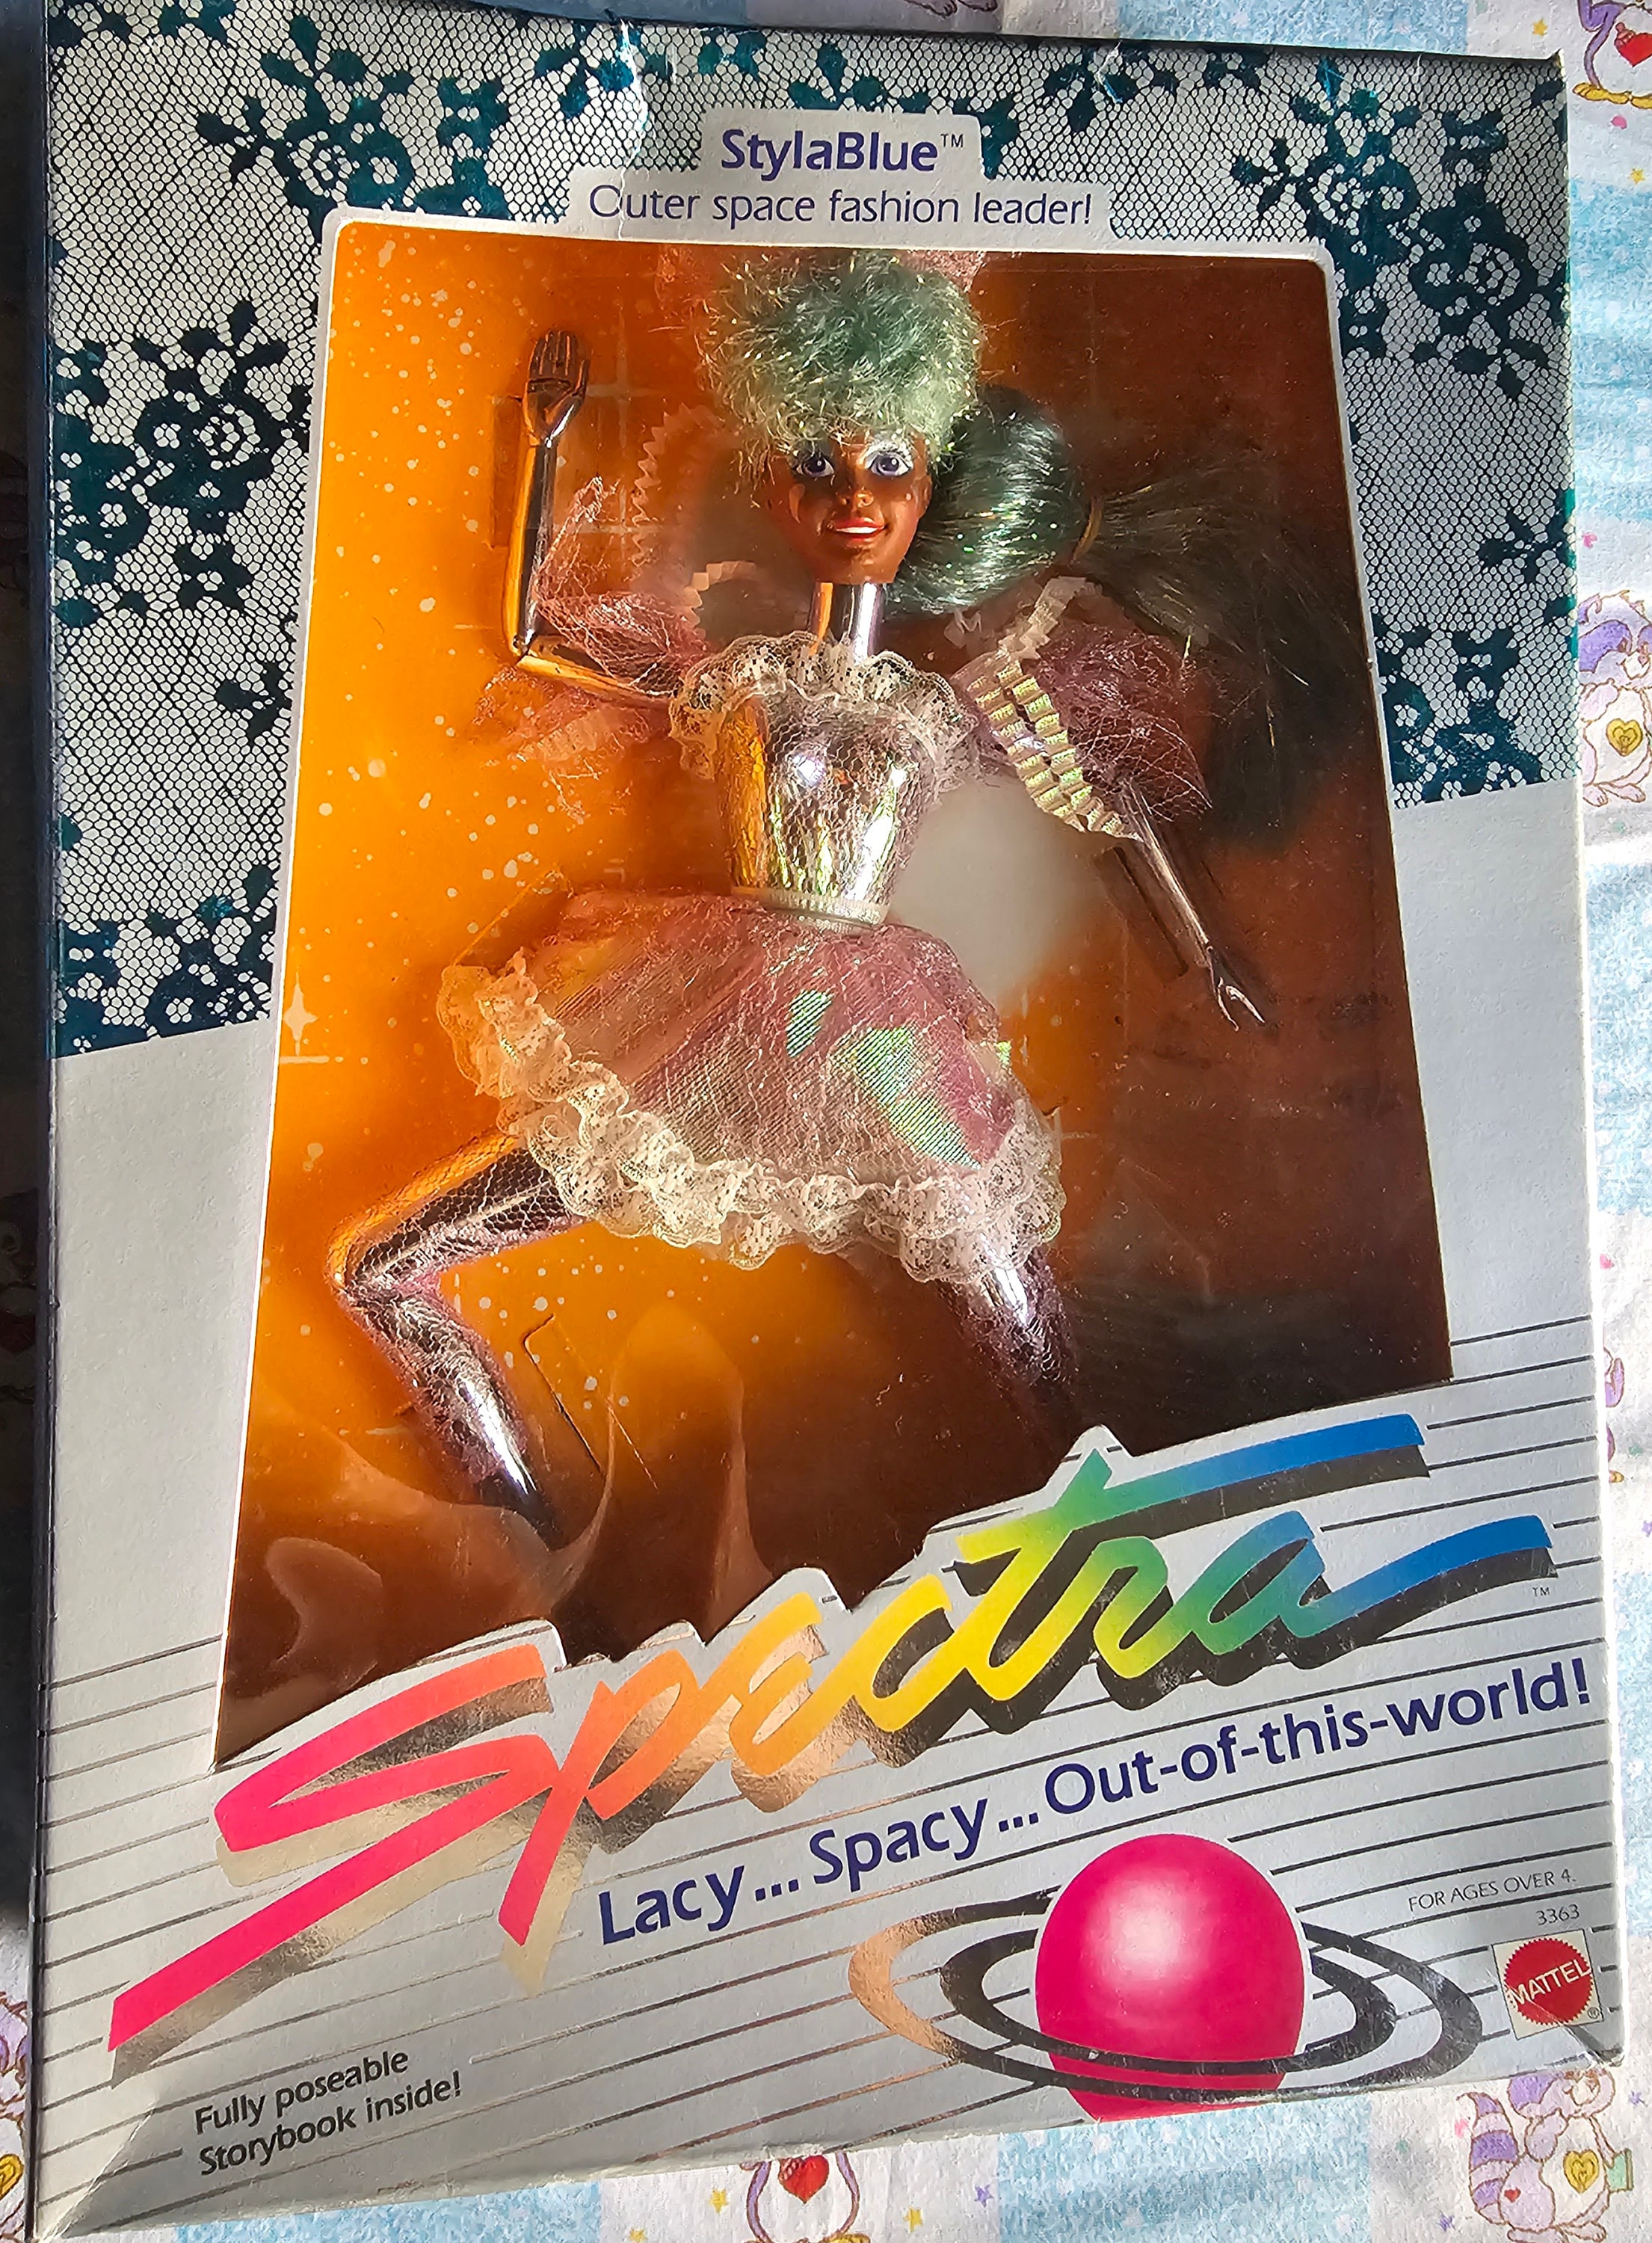 StylaBlue™
Outer space fashion leader!
Spectra™
Lacy... Spacy... Out-of-this-world!
FOR AGES OVER 4.
3363
MATTEL®
Fully poseable
Storybook inside!